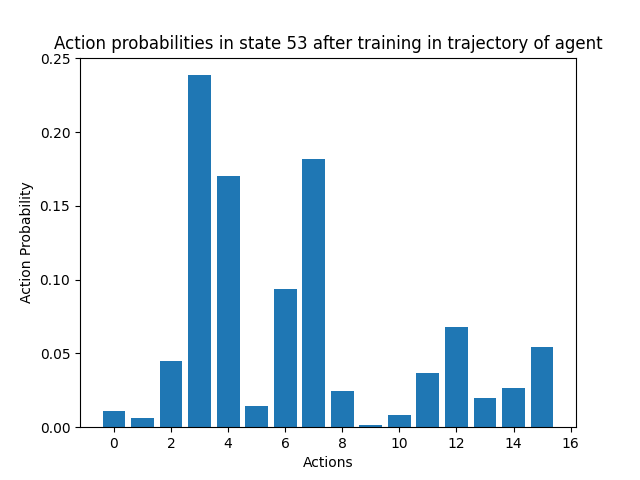 Action probabilities in state 53 after training in trajectory of agent
0.25
0.20
0.15
0.10
0.05
0.00
Action Probability
0 2 4 6 8 10 12 14 16
Actions